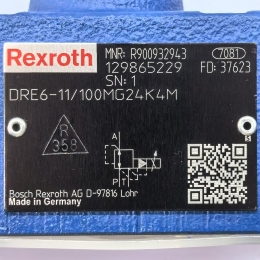 Rexroth
MNR: R900932943 7081
129865229 FD: 37623
SN: 1
DRE6-11/100MG24K4M
R
358
A
P T
Bosch Rexroth AG D-97816 Lohr
Made in Germany